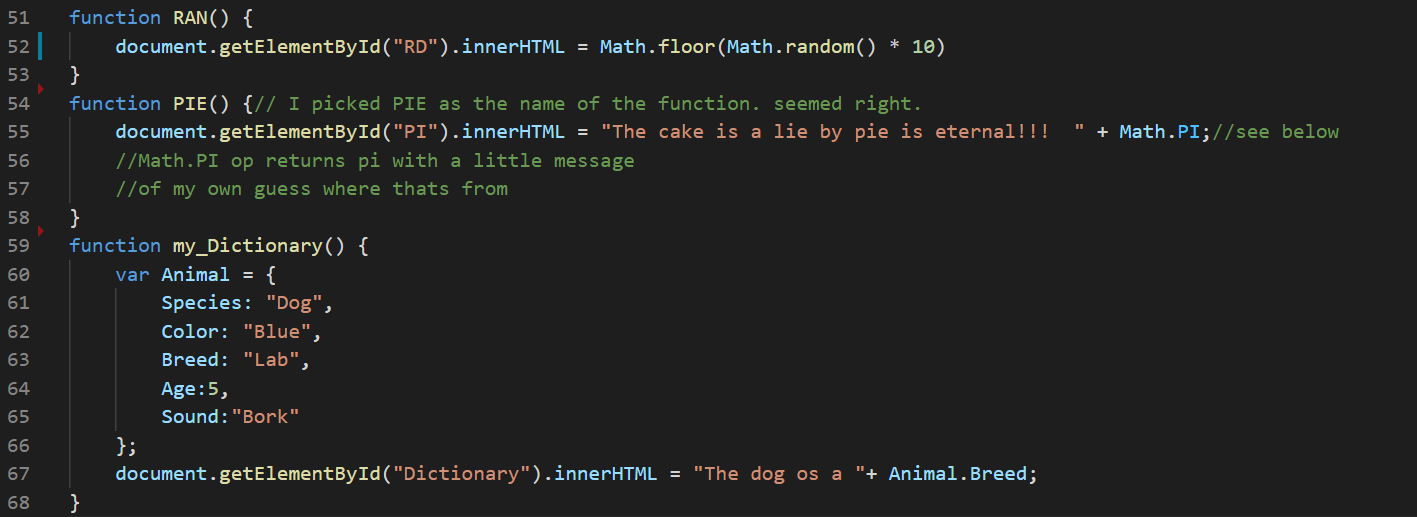 51 function RAN() {
52     document.getElementById("RD").innerHTML = Math.floor(Math.random() * 10)
53 }
54 function PIE() {// I picked PIE as the name of the function. seemed right.
55     document.getElementById("PI").innerHTML = "The cake is a lie by pie is eternal!!!  " + Math.PI;//see below
56     //Math.PI op returns pi with a little message
57     //of my own guess where thats from
58 }
59 function my_Dictionary() {
60     var Animal = {
61         Species: "Dog",
62         Color: "Blue",
63         Breed: "Lab",
64         Age:5,
65         Sound:"Bork"
66     };
67     document.getElementById("Dictionary").innerHTML = "The dog os a "+ Animal.Breed;
68 }